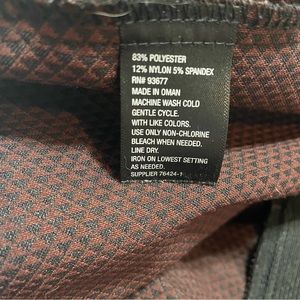 83% POLYESTER
12% NYLON 5% SPANDEX
RN# 93677
MADE IN OMAN
MACHINE WASH COLD
GENTLE CYCLE.
WITH LIKE COLORS.
USE ONLY NON-CHLORINE
BLEACH WHEN NEEDED.
LINE DRY.
IRON ON LOWEST SETTING
AS NEEDED.
SUPPLIER 76424-1